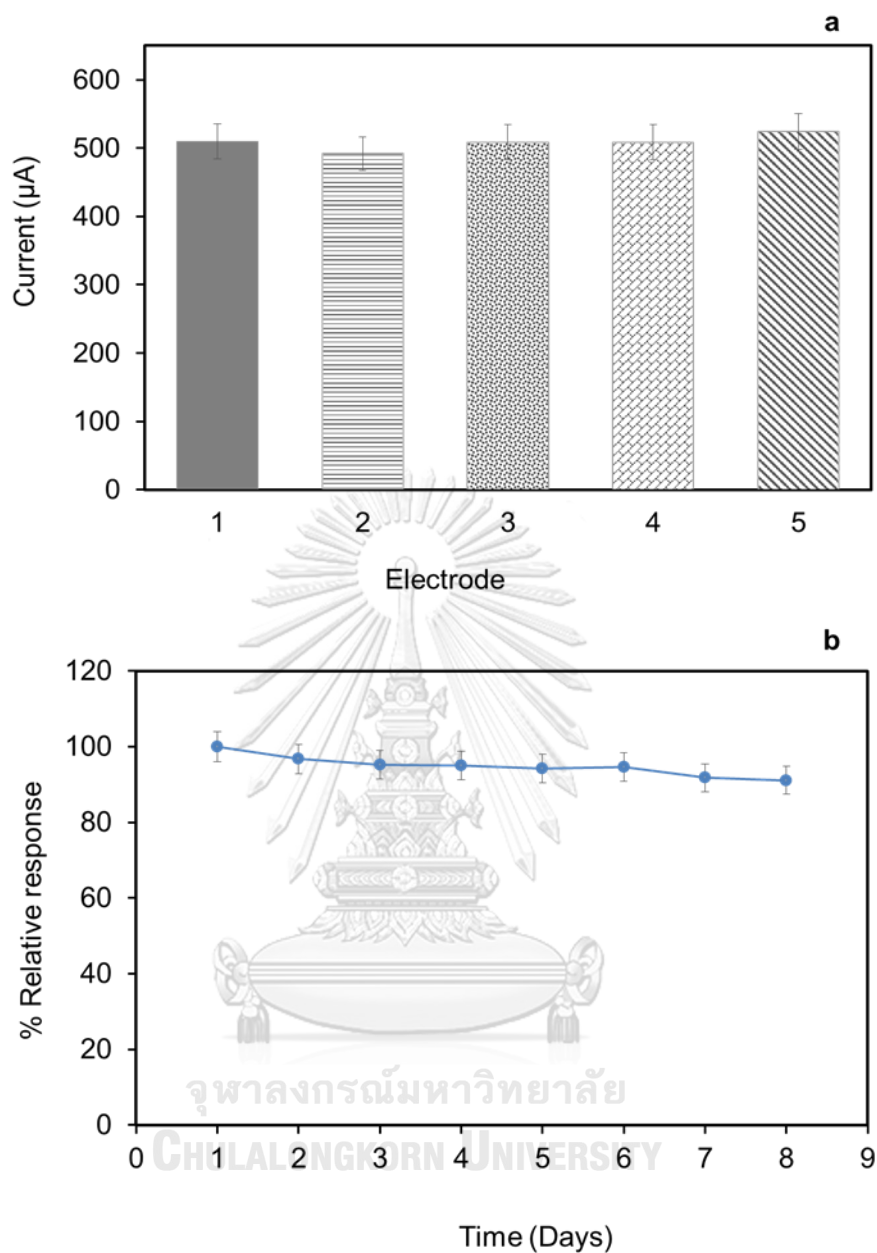 a
600
500
400
300
200
100
0
Current (µA)
1 2 3 4 5
Electrode
b
120
100
80
60
40
20
0
% Relative response
0 1 2 3 4 5 6 7 8 9
Time (Days)
จุฬาลงกรณ์มหาวิทยาลัย
CHULALONGKORN UNIVERSITY